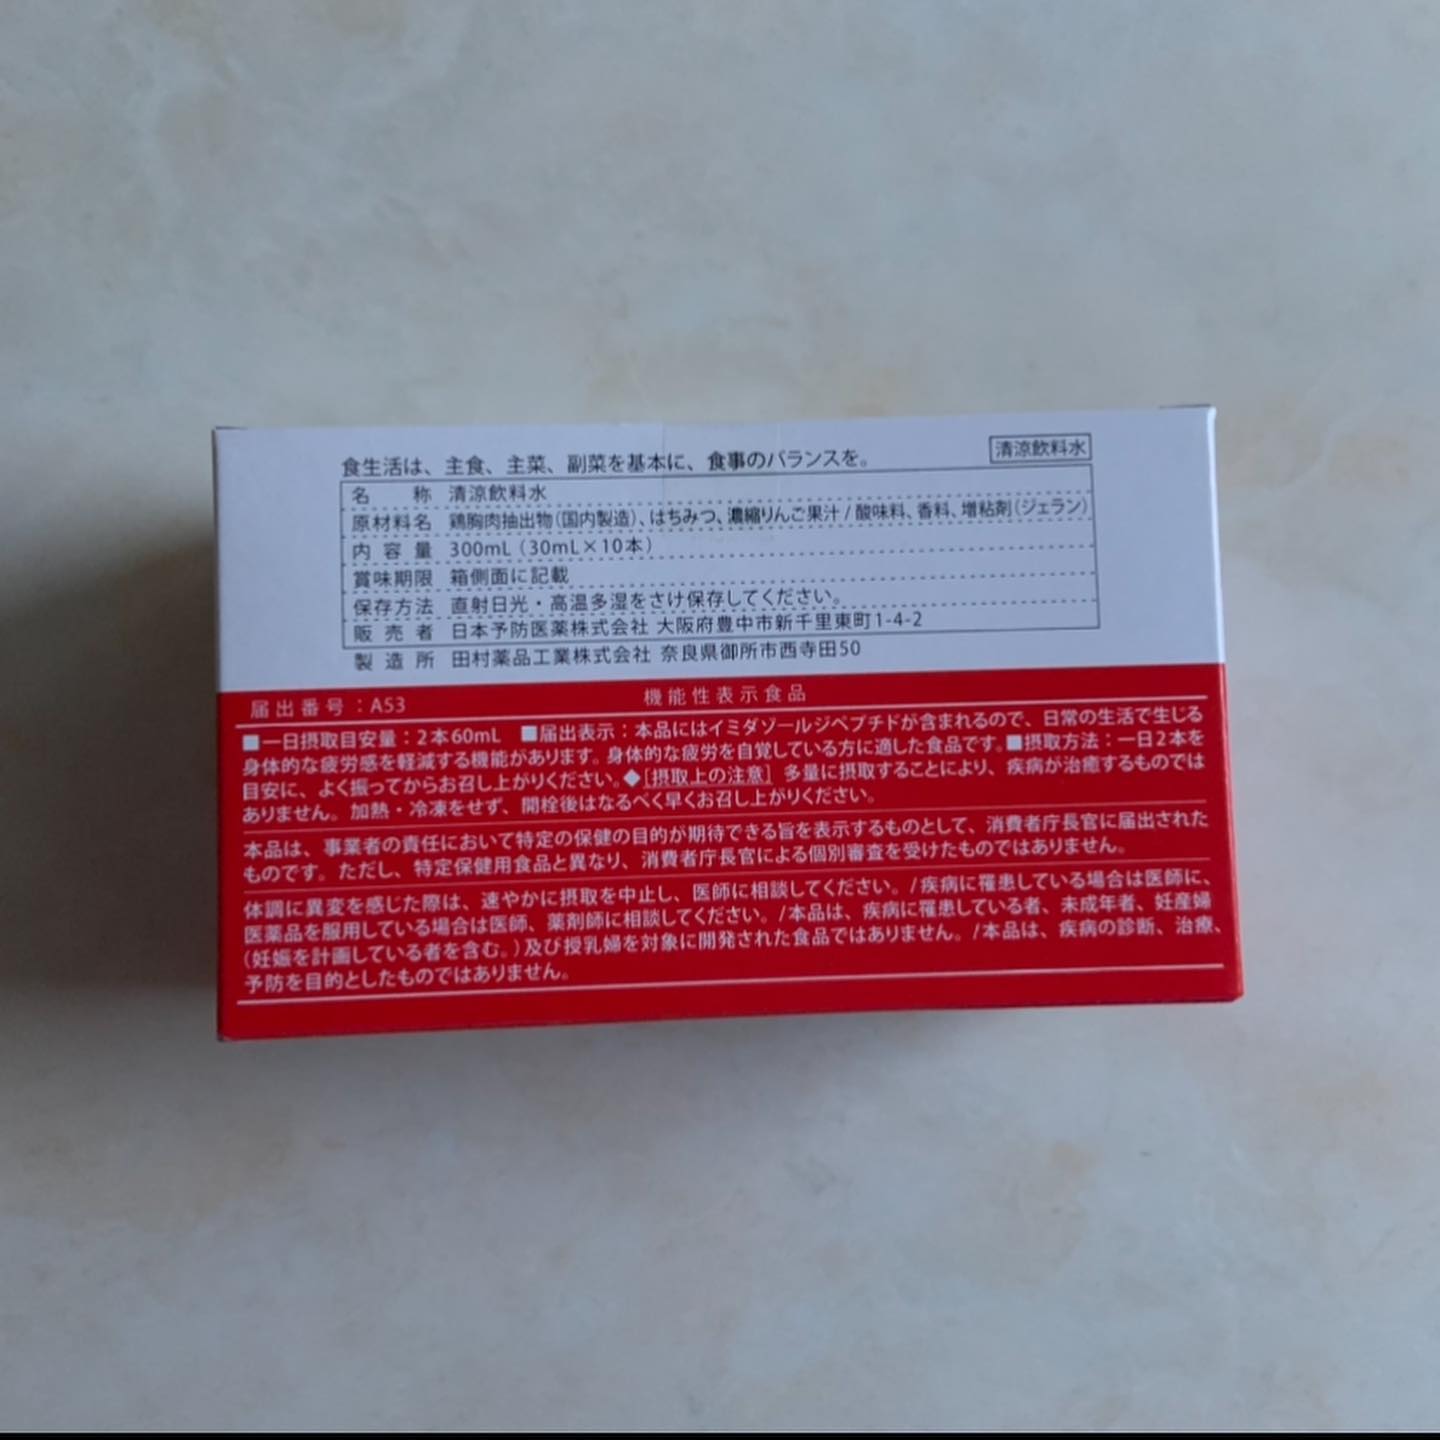 食生活は、主食、主菜、副菜を基本に、食事のバランスを。
清涼飲料水
名称 清涼飲料水
原材料名 鶏胸肉抽出物(国内製造)、はちみつ、濃縮りんご果汁/酸味料、香料、増粘剤(ジェラン)
内容量 300mL(30mL×10本)
賞味期限 箱側面に記載
保存方法 直射日光・高温多湿をさけ保存してください。
販売者 日本予防医薬株式会社 大阪府豊中市新千里東町1-4-2
製造所 田村薬品工業株式会社 奈良県御所市西寺田50
届出番号:A53 機能性表示食品
■一日摂取目安量:2本60mL ■届出表示:本品にはイミダゾールジペプチドが含まれるので、日常の生活で生じる
身体的な疲労感を軽減する機能があります。身体的な疲労を自覚している方に適した食品です。■摂取方法:一日2本を
目安に、よく振ってからお召し上がりください。◆[摂取上の注意] 多量に摂取することにより、疾病が治癒するものでは
ありません。加熱・冷凍をせず、開栓後はなるべく早くお召し上がりください。
本品は、事業者の責任において特定の保健の目的が期待できる旨を表示するものとして、消費者庁長官に届出された
ものです。ただし、特定保健用食品と異なり、消費者庁長官による個別審査を受けたものではありません。
体調に異変を感じた際は、速やかに摂取を中止し、医師に相談してください。/疾病に罹患している場合は医師に、
医薬品を服用している場合は医師、薬剤師に相談してください。/本品は、疾病に罹患している者、未成年者、妊産婦
(妊娠を計画している者を含む。)及び授乳婦を対象に開発された食品ではありません。/本品は、疾病の診断、治療、
予防を目的としたものではありません。